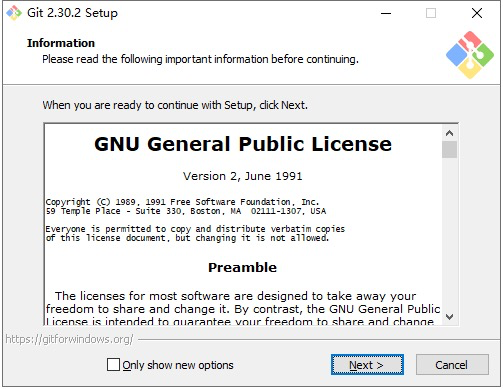 Git 2.30.2 Setup
Information
Please read the following important information before continuing.
When you are ready to continue with Setup, click Next.
GNU General Public License
Version 2, June 1991
Copyright (C) 1989, 1991 Free Software Foundation, Inc.
59 Temple Place - Suite 330, Boston, MA  02111-1307, USA
Everyone is permitted to copy and distribute verbatim copies
of this license document, but changing it is not allowed.
Preamble
The licenses for most software are designed to take away your
freedom to share and change it. By contrast, the GNU General Public
License is intended to guarantee your freedom to share and change
https://gitforwindows.org/
Only show new options
Next >
Cancel